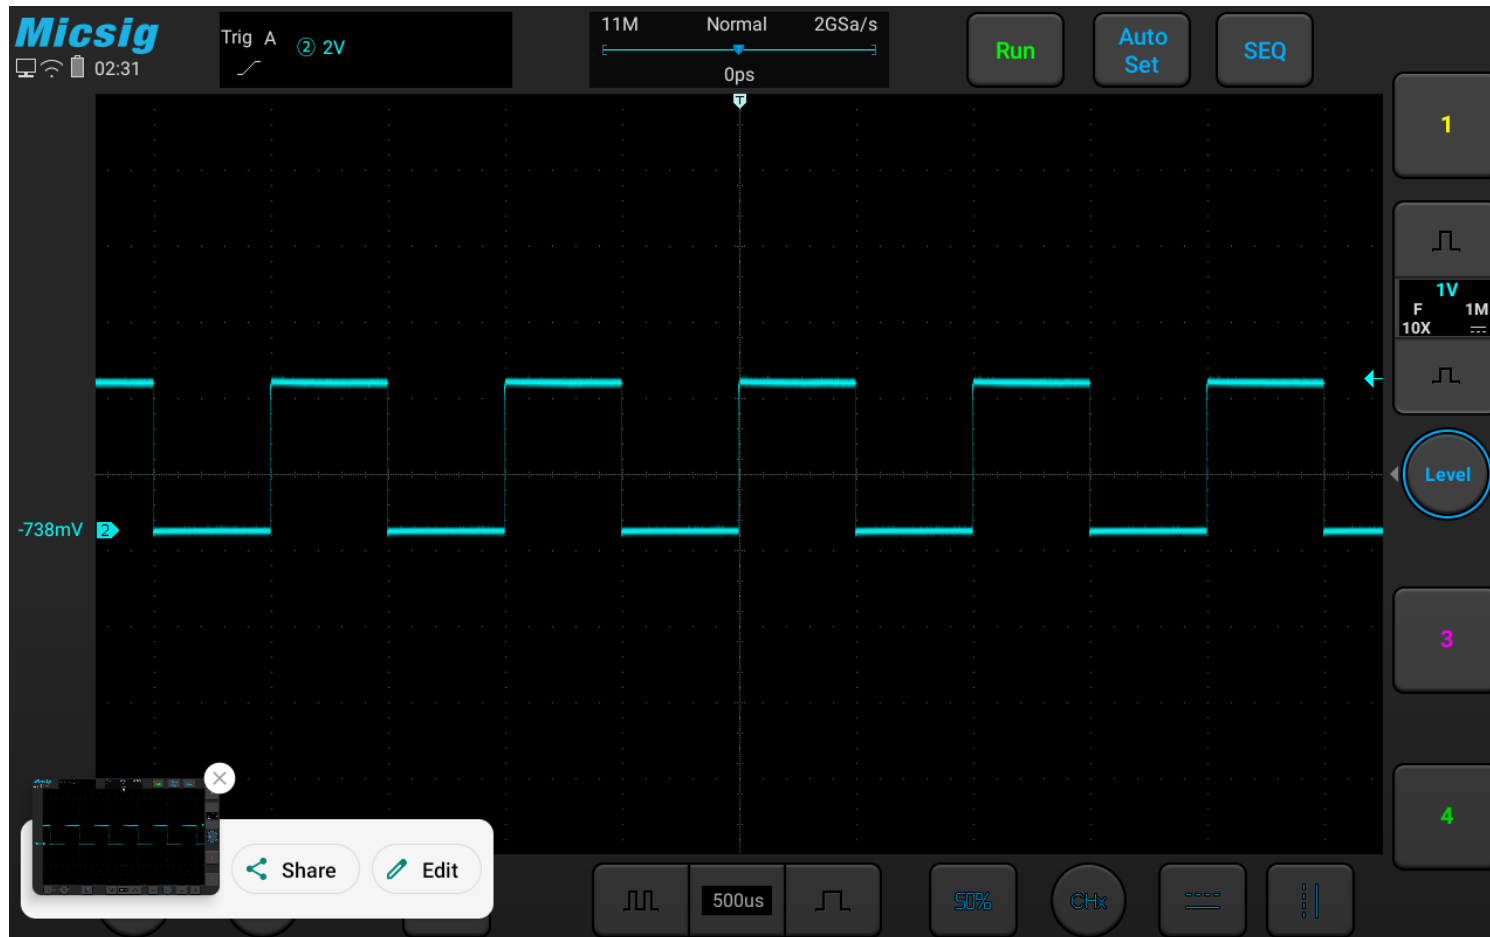 Micsig
02:31
Trig A ② 2V
11M Normal 2GSa/s
0ps
T
Run
Auto
Set
SEQ
1
1V
F 1M
10X
Level
-738mV 2
3
4
Share
Edit
500us
50%
CHx